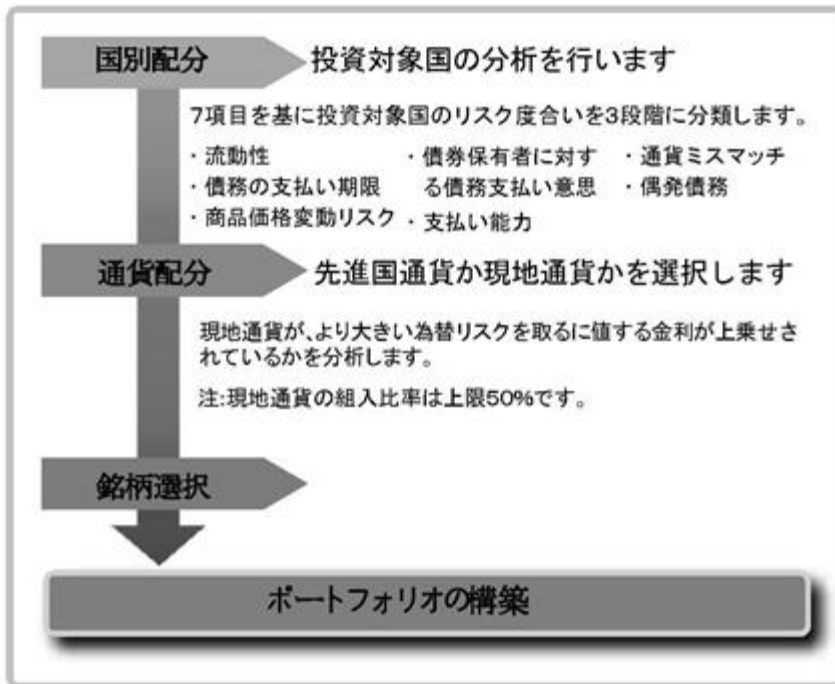 国別配分 投資対象国の分析を行います
7項目を基に投資対象国のリスク度合いを3段階に分類します。
・流動性 ・債券保有者に対す ・通貨ミスマッチ
・債務の支払い期限 る債務支払い意思 ・偶発債務
・商品価格変動リスク ・支払い能力
通貨配分 先進国通貨か現地通貨かを選択します
現地通貨が、より大きい為替リスクを取るに値する金利が上乗せさ
れているかを分析します。
注:現地通貨の組入比率は上限50%です。
銘柄選択
ポートフォリオの構築